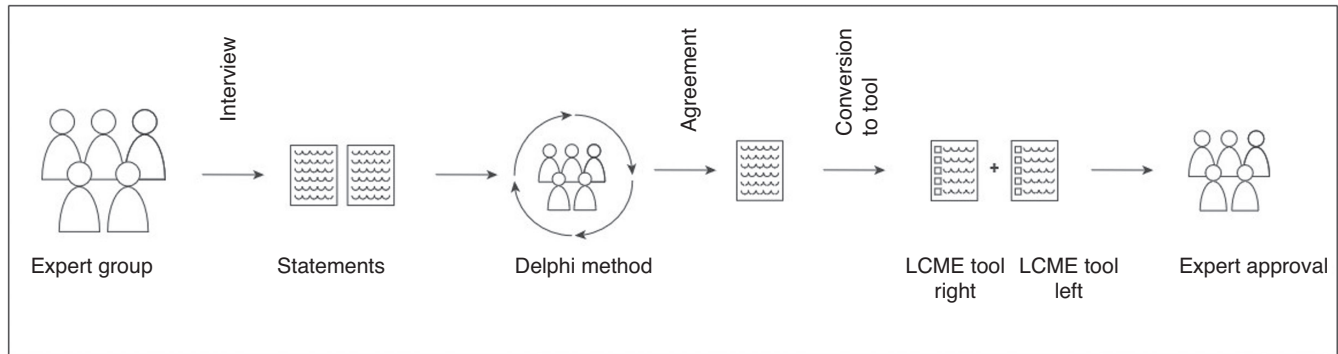 Interview
Agreement
Conversion
to tool
+
Expert group
Statements
Delphi method
LCME tool
right
LCME tool
left
Expert approval